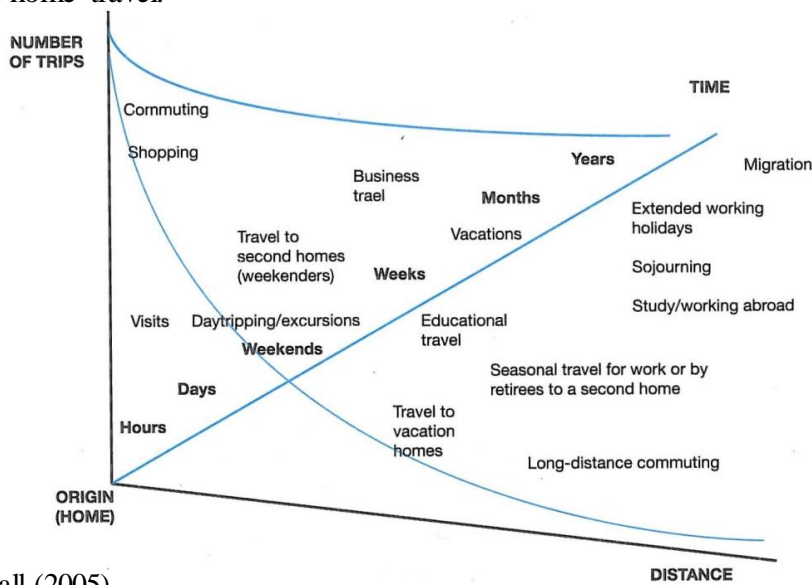 home travel.
NUMBER
OF TRIPS
TIME
Cornmuting
Shopping
Years
Migration
Business
trael
Months
Extended working
holidays
Vacations
Travel to
second homes
(weekenders)
Weeks
Sojourning
Study/working abroad
Visits
Daytripping/excursions
Educational
travel
Weekends
Days
Seasonal travel for work or by
retirees to a second home
Travel to
vacation
homes
Hours
Long-distance commuting
ORIGIN
(HOME)
DISTANCE
(2005)